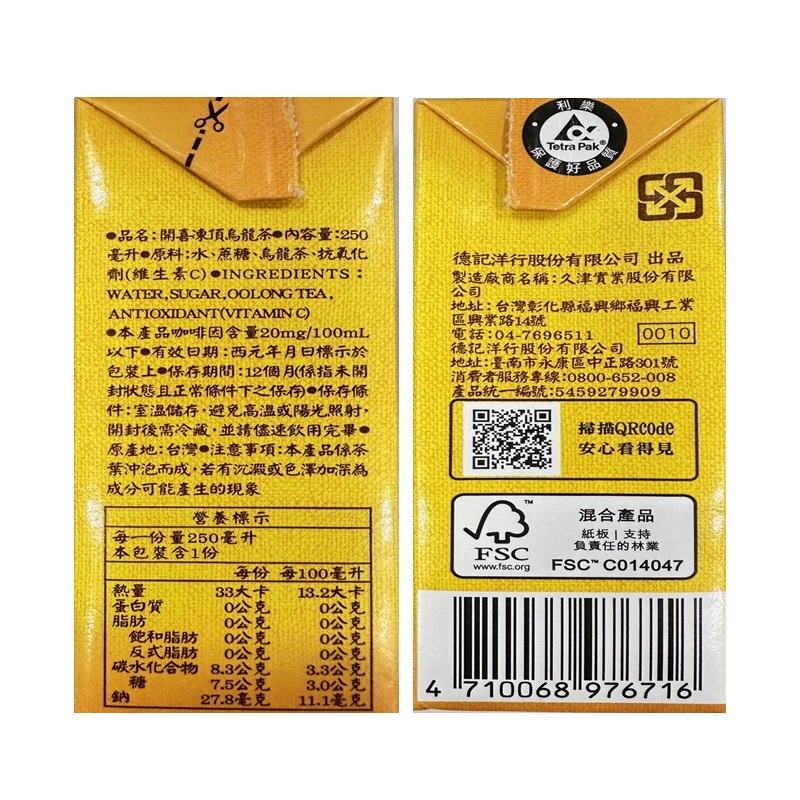 ●品名:開喜凍頂烏龍茶●內容量:250
毫升●原料:水、蔗糖、烏龍茶、抗氧化
劑(維生素C)●INGREDIENTS:
WATER, SUGAR, OOLONG TEA,
ANTIOXIDANT(VITAMIN C)
●本產品咖啡因含量20mg/100mL
以下●有效日期:西元年月日標示於
包裝上●保存期間:12個月(係指未開
封狀態且正常條件下之保存)●保存條
件:室溫儲存,避免高溫或陽光照射,
開封後需冷藏,並請儘速飲用完畢●
原產地:台灣●注意事項:本產品係茶
葉沖泡而成,若有沉澱或色澤加深為
成分可能產生的現象
營養標示
每一份量250毫升
本包裝含1份
每份 每100毫升
熱量 33大卡 13.2大卡
蛋白質 0公克 0公克
脂肪 0公克 0公克
飽和脂肪 0公克 0公克
反式脂肪 0公克 0公克
碳水化合物 8.3公克 3.3公克
糖 7.5公克 3.0公克
鈉 27.8毫克 11.1毫克
利樂
Tetra Pak®
保護好品質
德記洋行股份有限公司 出品
製造廠商名稱:久津實業股份有限
公司
地址:台灣彰化縣福興鄉福興工業
區興業路14號
電話:04-7696511 0010
德記洋行股份有限公司
地址:臺南市永康區中正路301號
消費者服務專線:0800-652-008
產品統一編號:5459279909
掃描QRCode
安心看得見
FSC
www.fsc.org
混合產品
紙板 | 支持
負責任的林業
FSC™ C014047
4 710068 976716